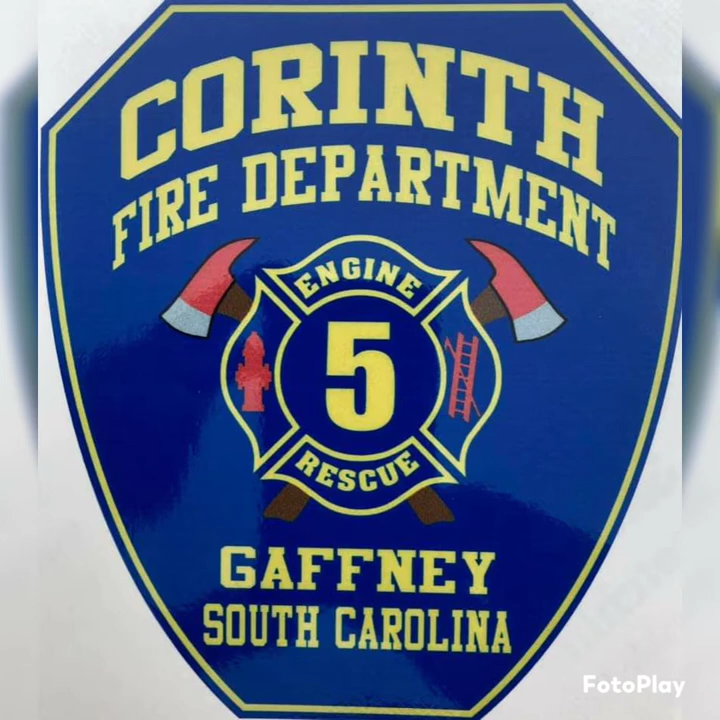 CORINTH
FIRE DEPARTMENT
ENGINE
5
RESCUE
GAFFNEY
SOUTH CAROLINA
FotoPlay